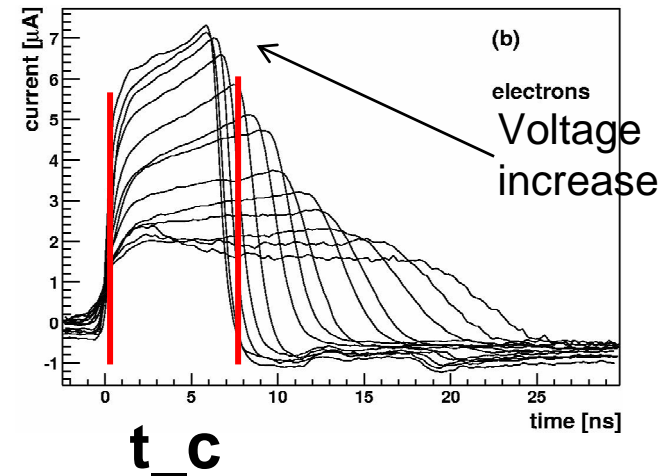 current [μA]
7
6
5
4
3
2
1
0
-1
(b)
electrons
Voltage
increase
0
5
10
15
20
25
time [ns]
t_c